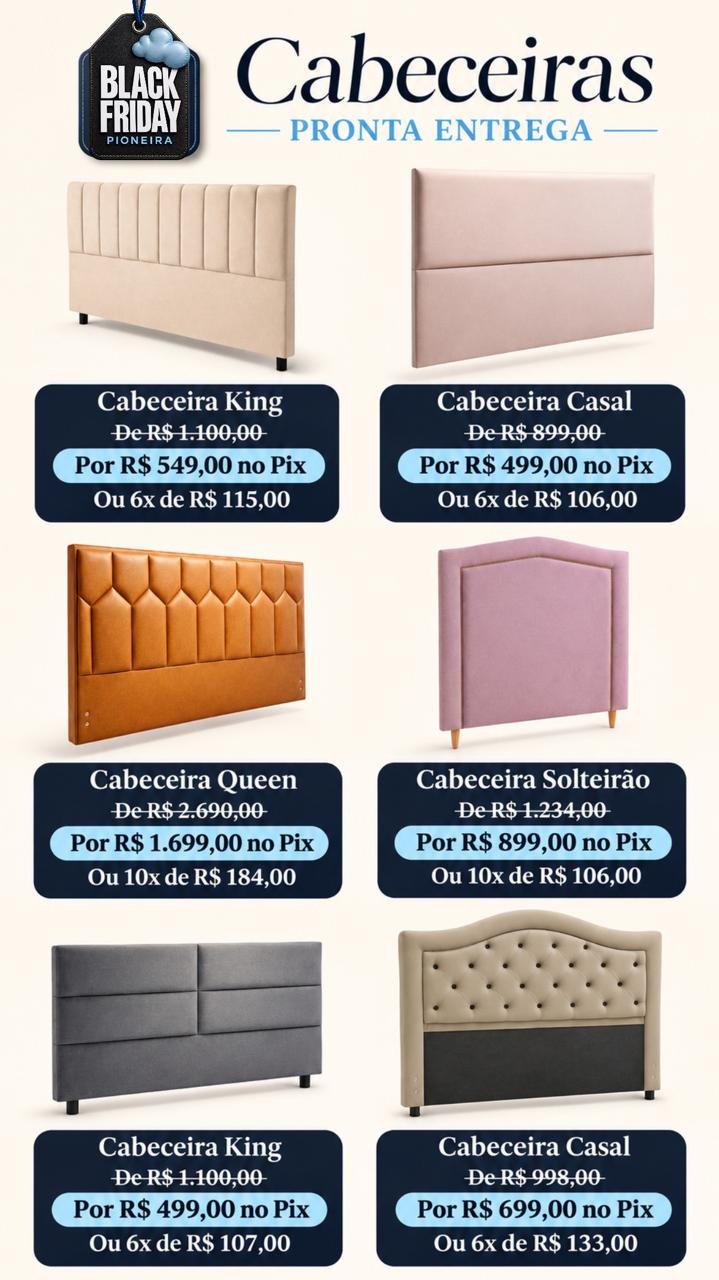 BLACK
FRIDAY
PIONEIRA
Cabeceiras
PRONTA ENTREGA
Cabeceira King
De R$ 1.100,00
Por R$ 549,00 no Pix
Ou 6x de R$ 115,00
Cabeceira Casal
De R$ 899,00
Por R$ 499,00 no Pix
Ou 6x de R$ 106,00
Cabeceira Queen
De R$ 2.690,00
Por R$ 1.699,00 no Pix
Ou 10x de R$ 184,00
Cabeceira Solteirão
De R$ 1.234,00
Por R$ 899,00 no Pix
Ou 10x de R$ 106,00
Cabeceira King
De R$ 1.100,00
Por R$ 499,00 no Pix
Ou 6x de R$ 107,00
Cabeceira Casal
De R$ 998,00
Por R$ 699,00 no Pix
Ou 6x de R$ 133,00